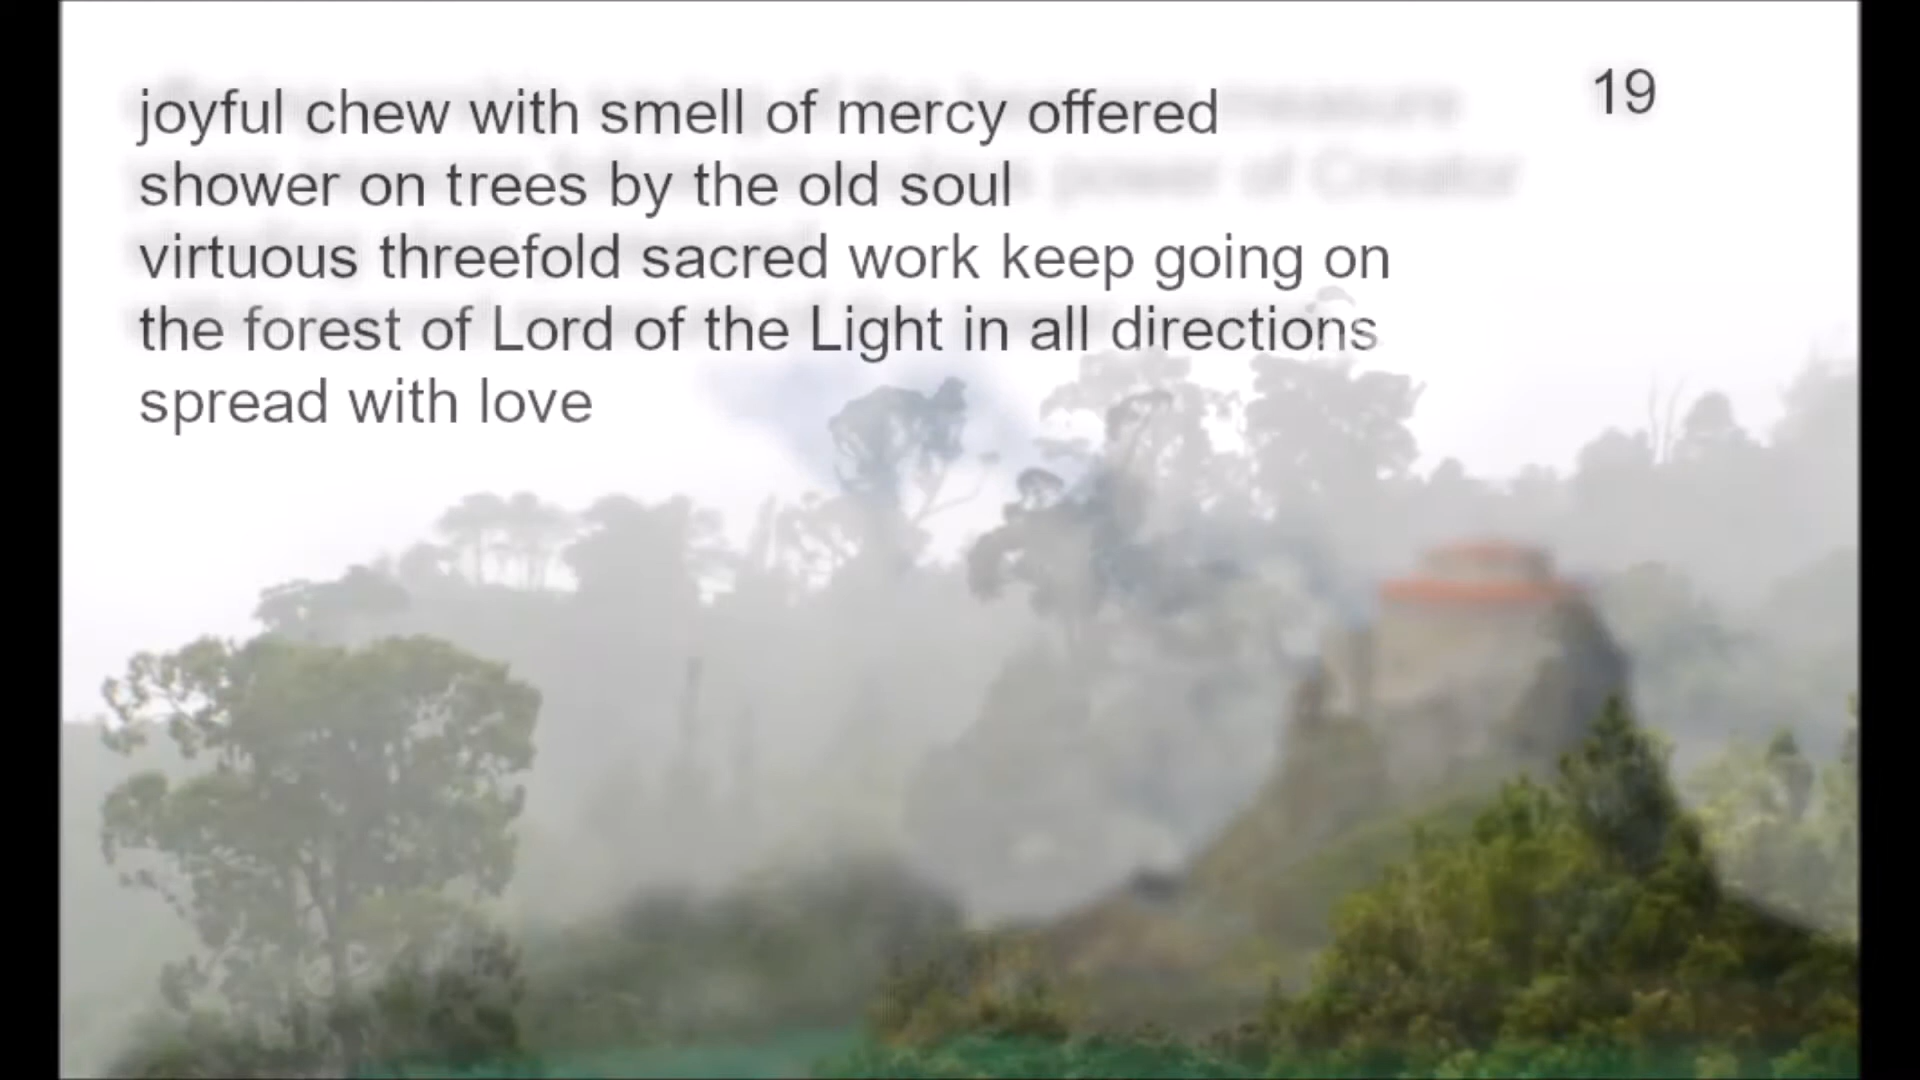 joyful chew with smell of mercy offered
19
shower on trees by the old soul
virtuous threefold sacred work keep going on
the forest of Lord of the Light in all directions
spread with love